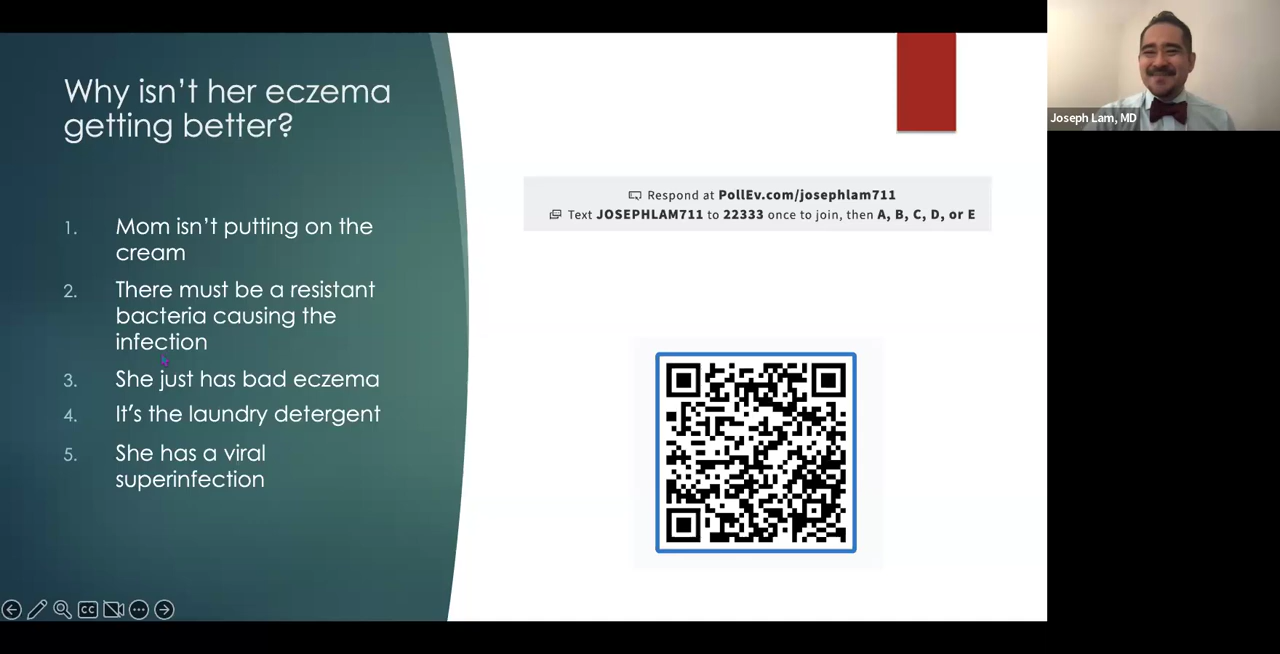 Why isn’t her eczema
getting better?
1. Mom isn’t putting on the
cream
2. There must be a resistant
bacteria causing the
infection
3. She just has bad eczema
4. It’s the laundry detergent
5. She has a viral
superinfection
Respond at PollEv.com/josephlam711
Text JOSEPHLAM711 to 22333 once to join, then A, B, C, D, or E
Joseph Lam, MD
CC